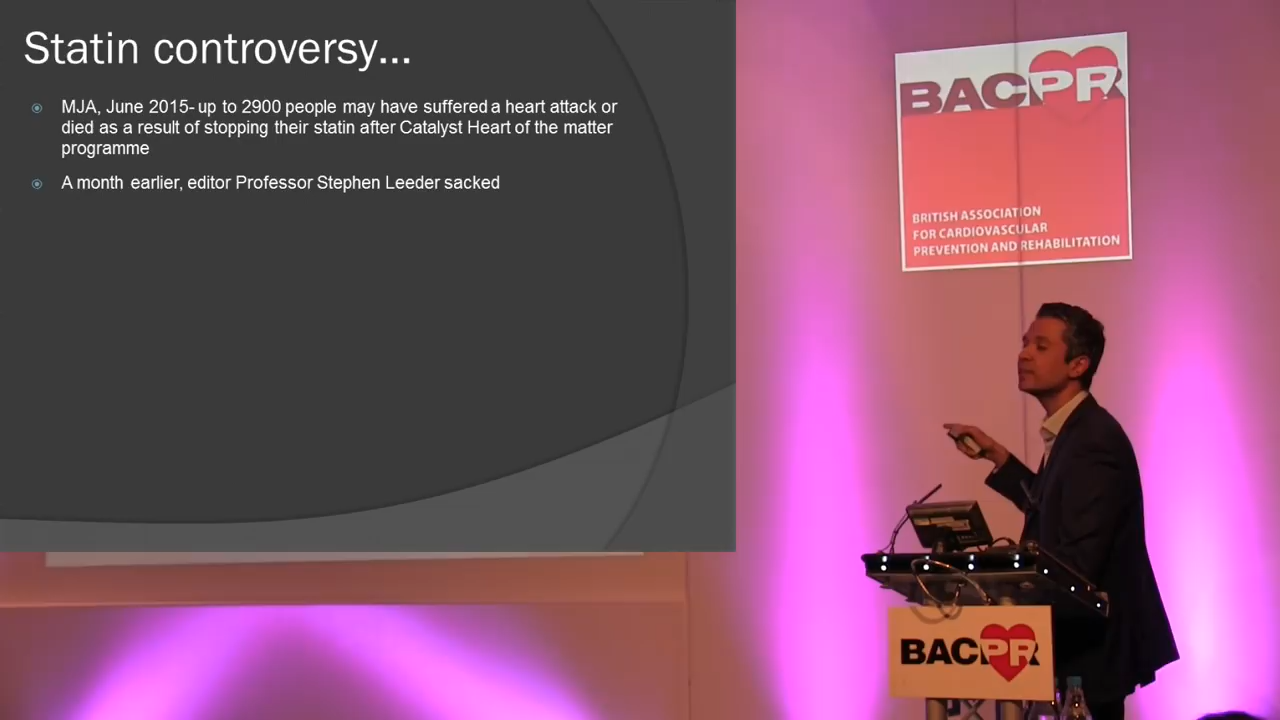 Statin controversy...
MJA, June 2015- up to 2900 people may have suffered a heart attack or
died as a result of stopping their statin after Catalyst Heart of the matter
programme
A month earlier, editor Professor Stephen Leeder sacked
BACPR
BRITISH ASSOCIATION
FOR CARDIOVASCULAR
PREVENTION AND REHABILITATION
BACPR